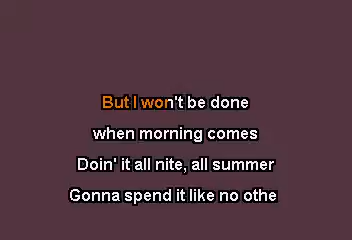 But I won't be done
when morning comes
Doin' it all nite, all summer
Gonna spend it like no othe